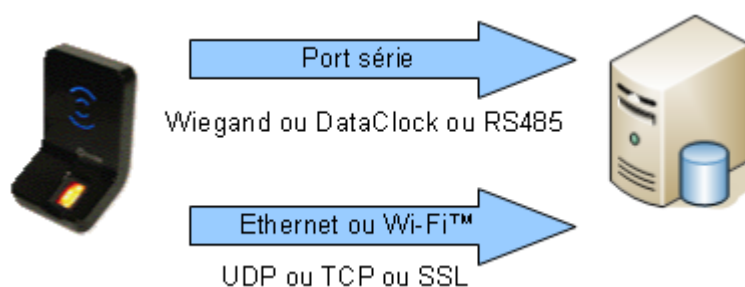 Port série
Wiegand ou DataClock ou RS485
Ethernet ou Wi-Fi™
UDP ou TCP ou SSL